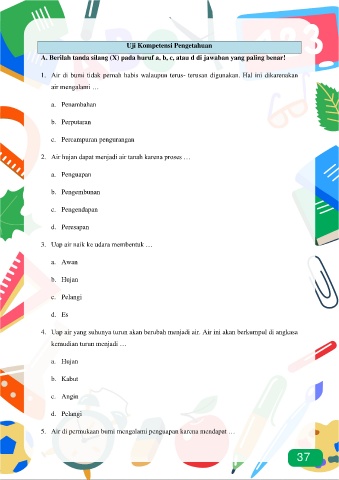 Uji Kompetensi Pengetahuan
A. Berilah tanda silang (X) pada huruf a, b, c, atau d di jawaban yang paling benar!
1. Air di bumi tidak pernah habis walaupun terus- terusan digunakan. Hal ini dikarenakan
air mengalami …
a. Penambahan
b. Perputaran
c. Percampuran pengurangan
2. Air hujan dapat menjadi air tanah karena proses …
a. Penguapan
b. Pengembunan
c. Pengendapan
d. Peresapan
3. Uap air naik ke udara membentuk …
a. Awan
b. Hujan
c. Pelangi
d. Es
4. Uap air yang suhunya turun akan berubah menjadi air. Air ini akan berkumpul di angkasa
kemudian turun menjadi …
a. Hujan
b. Kabut
c. Angin
d. Pelangi
5. Air di permukaan bumi mengalami penguapan karena mendapat …
37